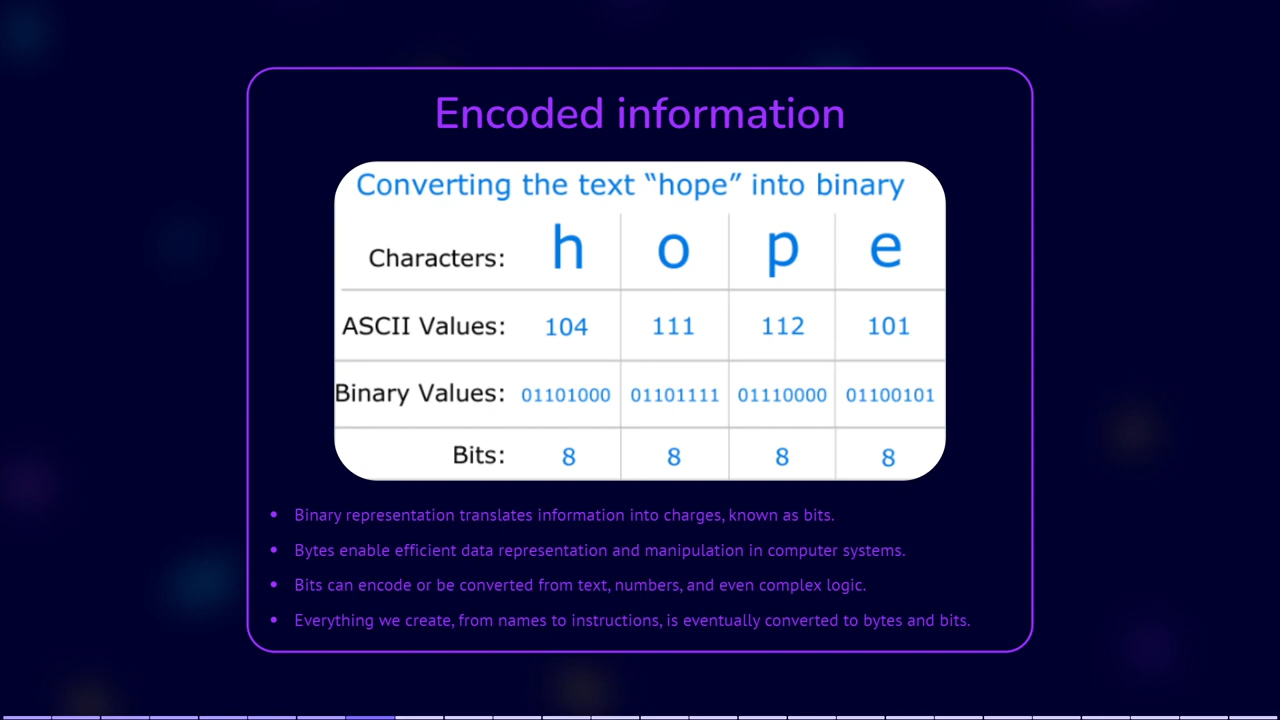 Encoded information
Converting the text “hope” into binary
Characters: h o p e
ASCII Values: 104 111 112 101
Binary Values: 01101000 01101111 01110000 01100101
Bits: 8 8 8 8
• Binary representation translates information into charges, known as bits.
• Bytes enable efficient data representation and manipulation in computer systems.
• Bits can encode or be converted from text, numbers, and even complex logic.
• Everything we create, from names to instructions, is eventually converted to bytes and bits.